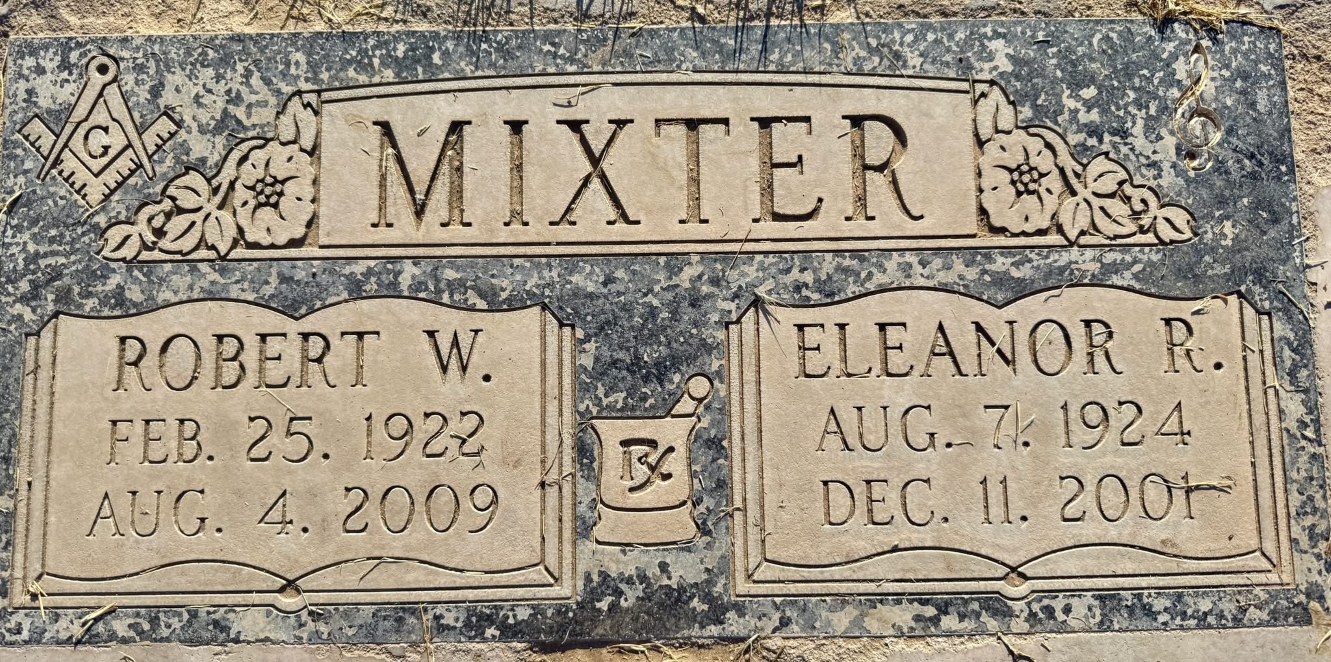 G
MIXTER
ROBERT W.
FEB. 25. 1922
AUG. 4. 2009
Rx
ELEANOR R.
AUG. 7. 1924
DEC. 11. 2001